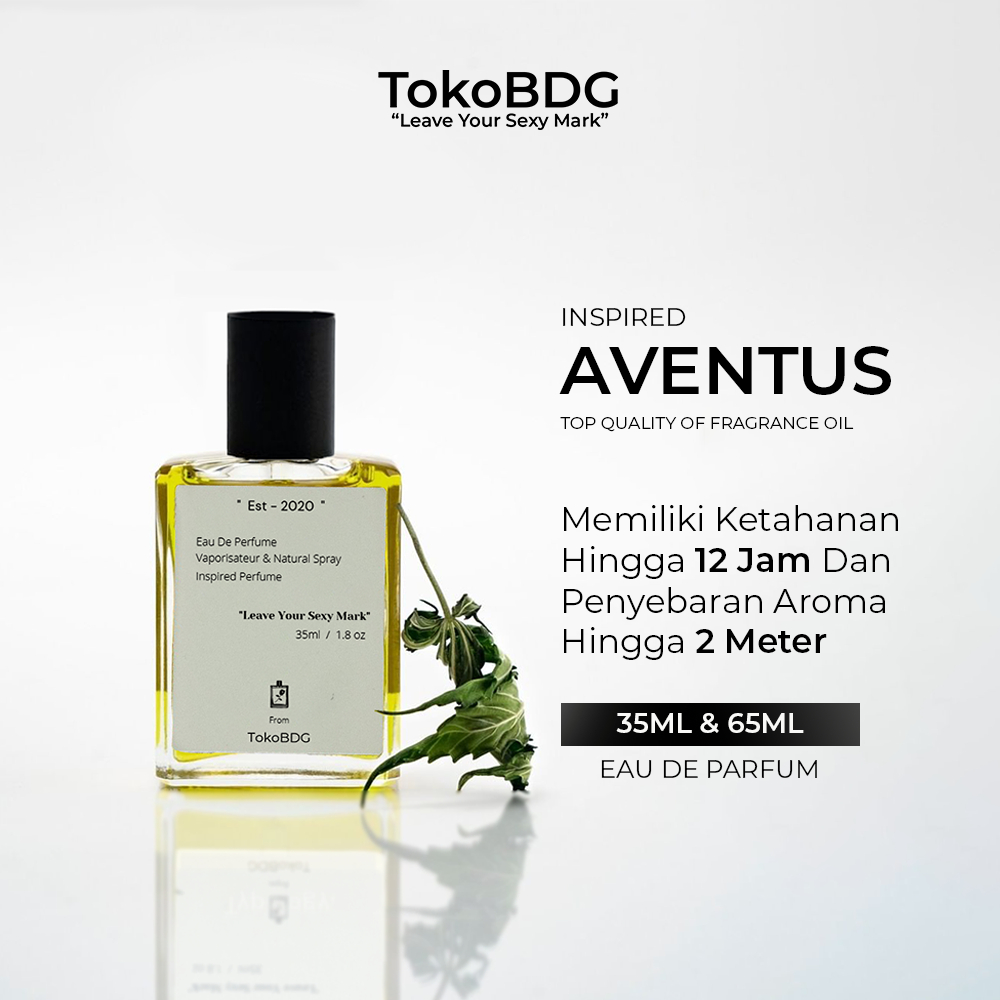 TokoBDG
“Leave Your Sexy Mark”
INSPIRED
AVENTUS
TOP QUALITY OF FRAGRANCE OIL
" Est – 2020 "
Eau De Perfume
Vaporisateur & Natural Spray
Inspired Perfume
"Leave Your Sexy Mark"
35ml / 1.8 oz
From
TokoBDG
Memiliki Ketahanan
Hingga 12 Jam Dan
Penyebaran Aroma
Hingga 2 Meter
35ML & 65ML
EAU DE PARFUM